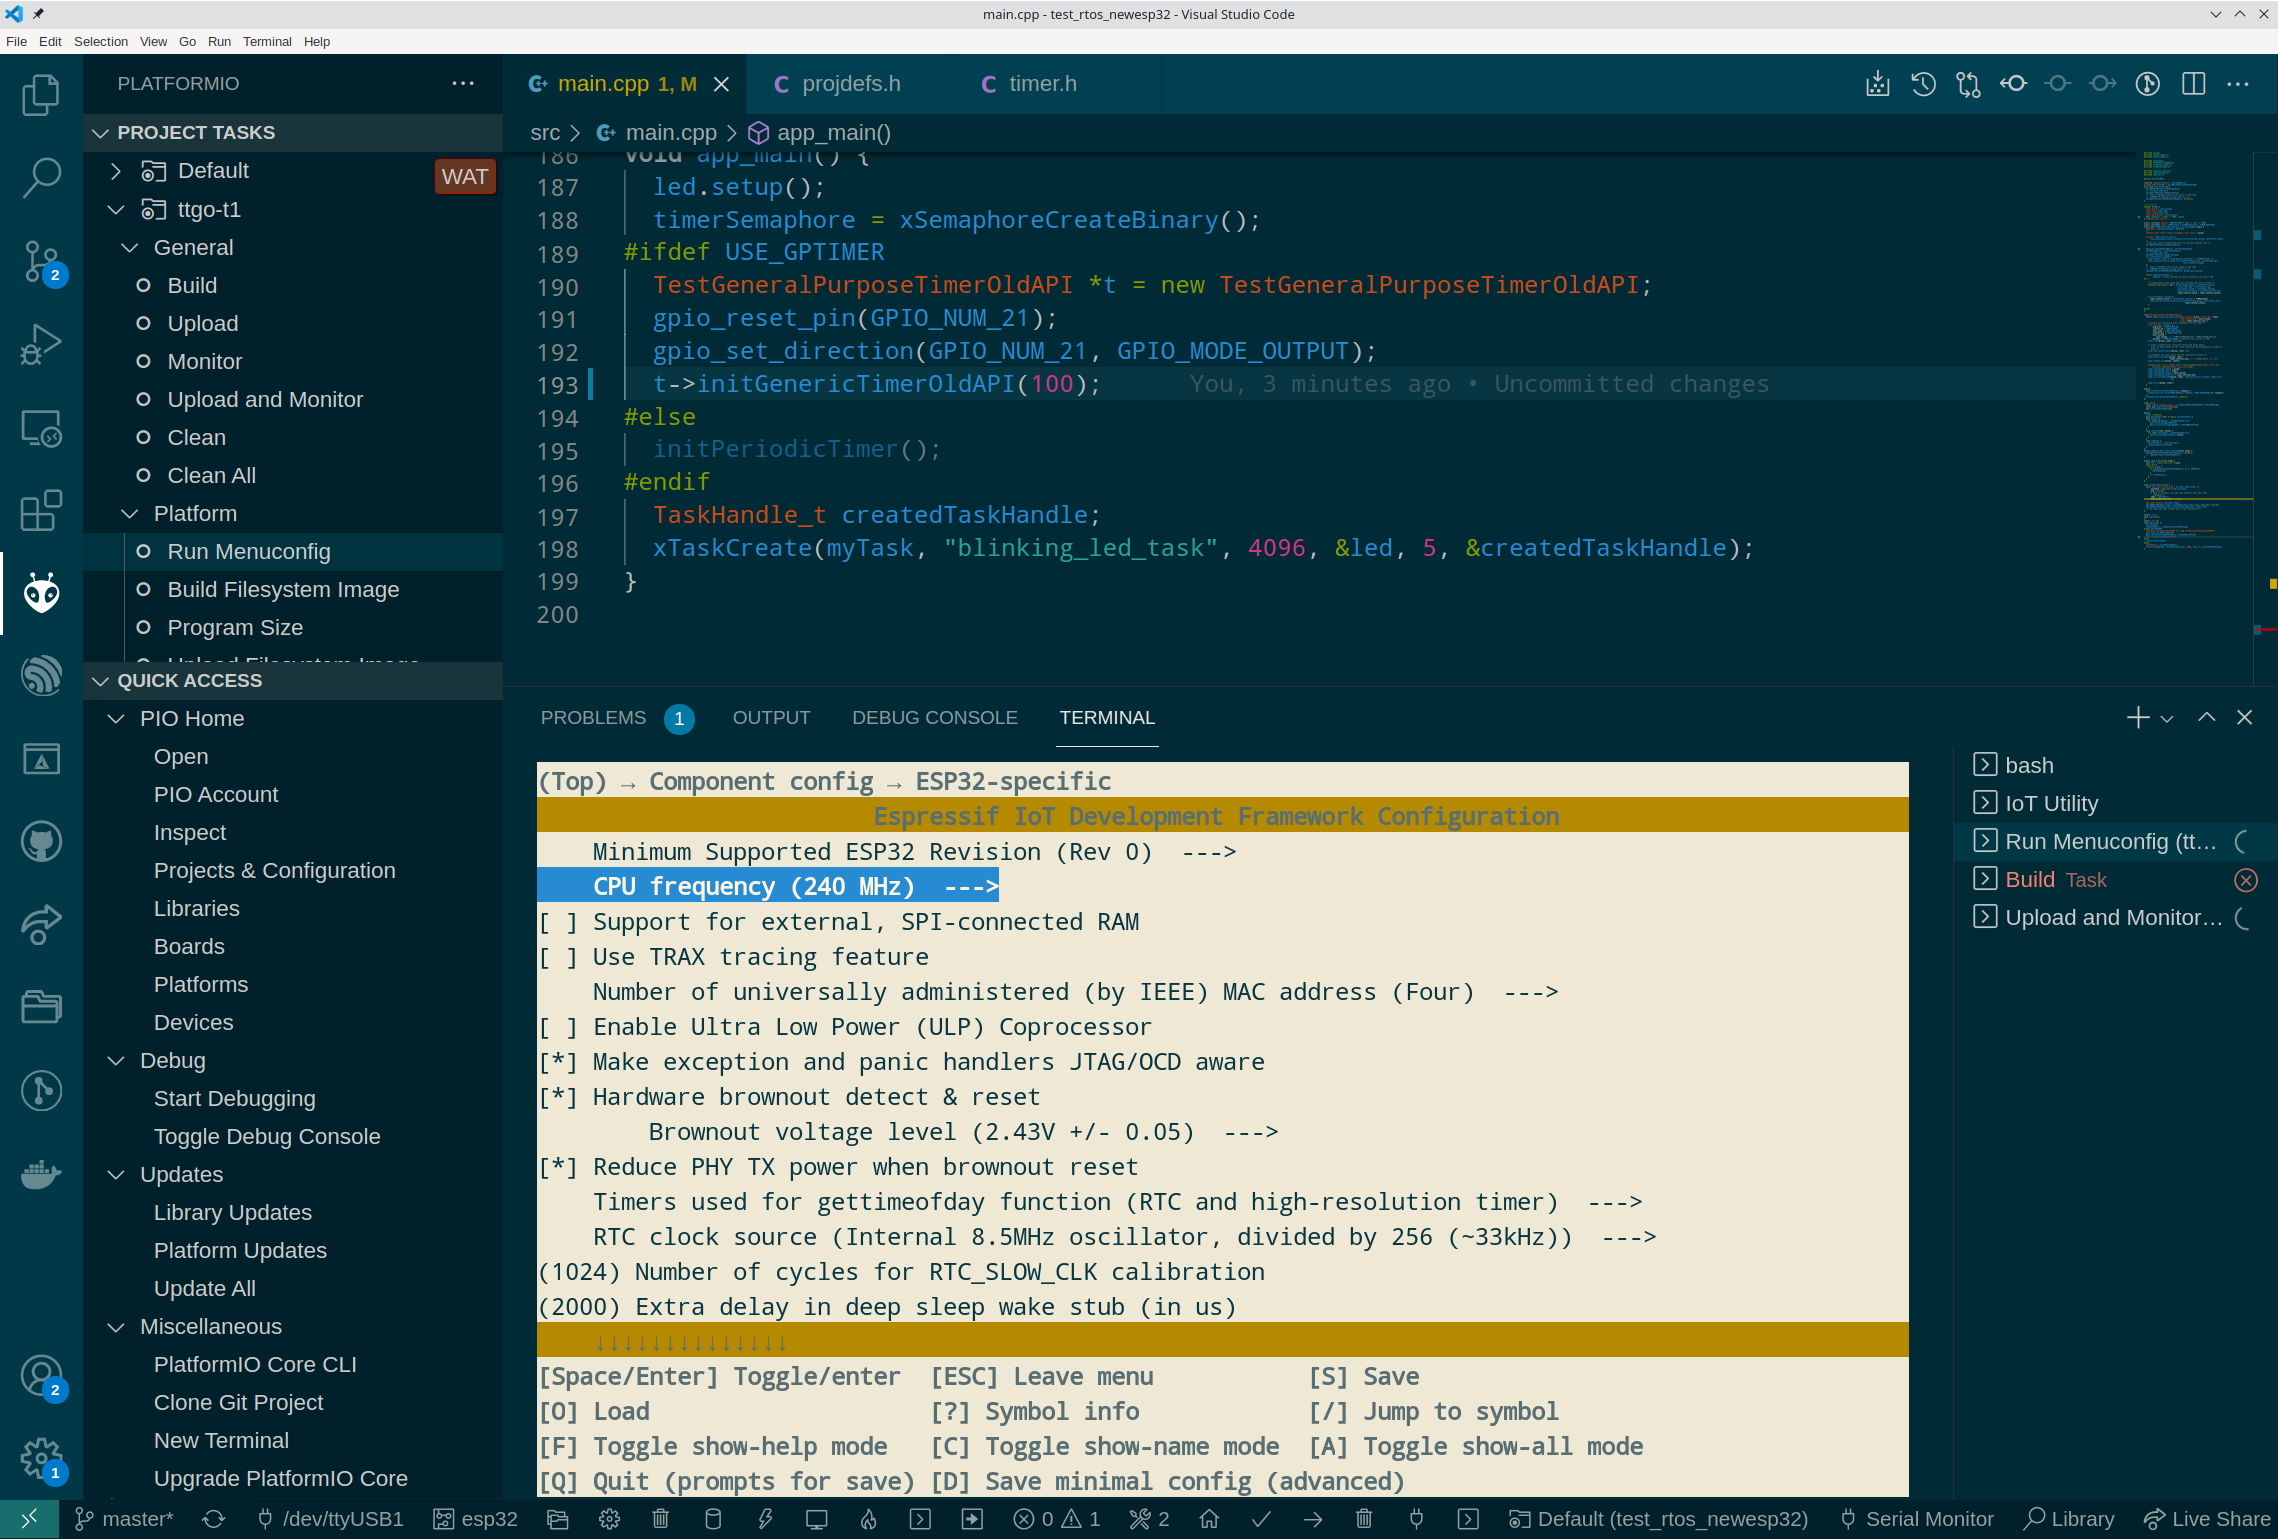 main.cpp - test_rtos_newesp32 - Visual Studio Code
File Edit Selection View Go Run Terminal Help
PLATFORMIO
PROJECT TASKS
Default
WAT
ttgo-t1
General
Build
Upload
Monitor
Upload and Monitor
Clean
Clean All
Platform
Run Menuconfig
Build Filesystem Image
Program Size
Upload Filesystem Image
QUICK ACCESS
PIO Home
Open
PIO Account
Inspect
Projects & Configuration
Libraries
Boards
Platforms
Devices
Debug
Start Debugging
Toggle Debug Console
Updates
Library Updates
Platform Updates
Update All
Miscellaneous
PlatformIO Core CLI
Clone Git Project
New Terminal
Upgrade PlatformIO Core
2
2
1
main.cpp 1, M
projdefs.h
timer.h
src > main.cpp > app_main()
186 void app_main() {
187 led.setup();
188 timerSemaphore = xSemaphoreCreateBinary();
189 #ifdef USE_GPTIMER
190 TestGeneralPurposeTimerOldAPI *t = new TestGeneralPurposeTimerOldAPI;
191 gpio_reset_pin(GPIO_NUM_21);
192 gpio_set_direction(GPIO_NUM_21, GPIO_MODE_OUTPUT);
193 t->initGenericTimerOldAPI(100); You, 3 minutes ago • Uncommitted changes
194 #else
195 initPeriodicTimer();
196 #endif
197 TaskHandle_t createdTaskHandle;
198 xTaskCreate(myTask, "blinking_led_task", 4096, &led, 5, &createdTaskHandle);
199 }
200
PROBLEMS 1 OUTPUT DEBUG CONSOLE TERMINAL
(Top) → Component config → ESP32-specific
Espressif IoT Development Framework Configuration
Minimum Supported ESP32 Revision (Rev 0) --->
CPU frequency (240 MHz) --->
[ ] Support for external, SPI-connected RAM
[ ] Use TRAX tracing feature
Number of universally administered (by IEEE) MAC address (Four) --->
[ ] Enable Ultra Low Power (ULP) Coprocessor
[*] Make exception and panic handlers JTAG/OCD aware
[*] Hardware brownout detect & reset
Brownout voltage level (2.43V +/- 0.05) --->
[*] Reduce PHY TX power when brownout reset
Timers used for gettimeofday function (RTC and high-resolution timer) --->
RTC clock source (Internal 8.5MHz oscillator, divided by 256 (~33kHz)) --->
(1024) Number of cycles for RTC_SLOW_CLK calibration
(2000) Extra delay in deep sleep wake stub (in us)
↓↓↓↓↓↓↓↓↓↓↓↓↓↓
[Space/Enter] Toggle/enter [ESC] Leave menu [S] Save
[O] Load [?] Symbol info [/] Jump to symbol
[F] Toggle show-help mode [C] Toggle show-name mode [A] Toggle show-all mode
[Q] Quit (prompts for save) [D] Save minimal config (advanced)
bash
IoT Utility
Run Menuconfig (tt...
Build Task
Upload and Monitor...
master* /dev/ttyUSB1 esp32 0 1 2 Default (test_rtos_newesp32) Serial Monitor Library Live Share